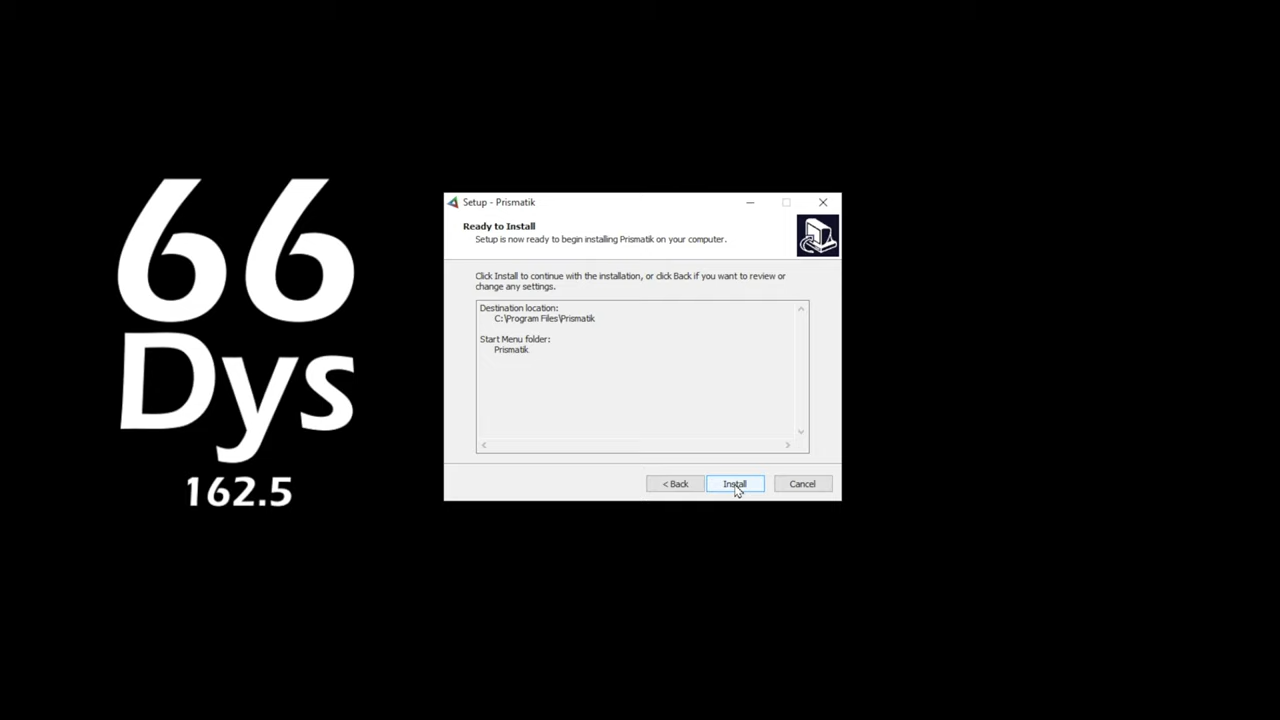 66
Dys
162.5
Setup - Prismatik
Ready to Install
Setup is now ready to begin installing Prismatik on your computer.
Click Install to continue with the installation, or click Back if you want to review or
change any settings.
Destination location:
C:\Program Files\Prismatik
Start Menu folder:
Prismatik
< Back
Install
Cancel